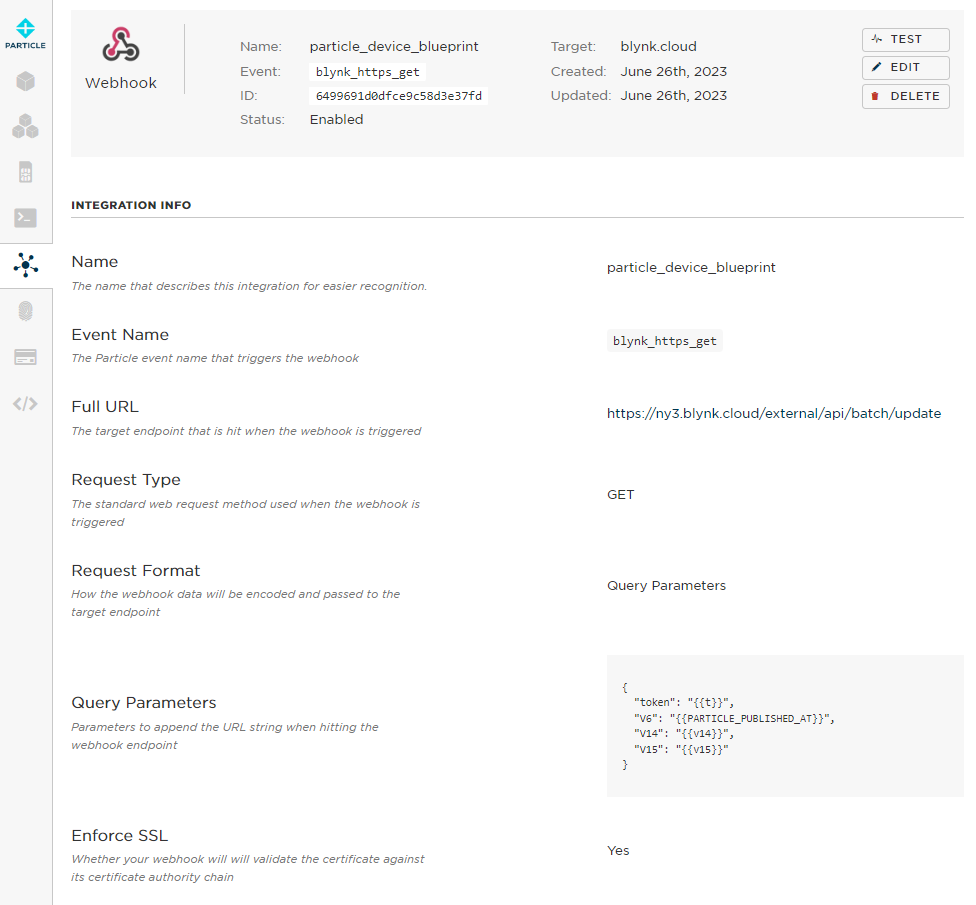 PARTICLE
Webhook
Name: particle_device_blueprint
Event: blynk_https_get
ID: 6499691d0dfce9c58d3e37fd
Status: Enabled
Target: blynk.cloud
Created: June 26th, 2023
Updated: June 26th, 2023
TEST
EDIT
DELETE
INTEGRATION INFO
Name
The name that describes this integration for easier recognition.
particle_device_blueprint
Event Name
The Particle event name that triggers the webhook
blynk_https_get
Full URL
The target endpoint that is hit when the webhook is triggered
https://ny3.blynk.cloud/external/api/batch/update
Request Type
The standard web request method used when the webhook is
triggered
GET
Request Format
How the webhook data will be encoded and passed to the
target endpoint
Query Parameters
Query Parameters
Parameters to append the URL string when hitting the
webhook endpoint
{
"token": "{{t}}",
"V6": "{{PARTICLE_PUBLISHED_AT}}",
"V14": "{{v14}}",
"V15": "{{v15}}"
}
Enforce SSL
Whether your webhook will will validate the certificate against
its certificate authority chain
Yes